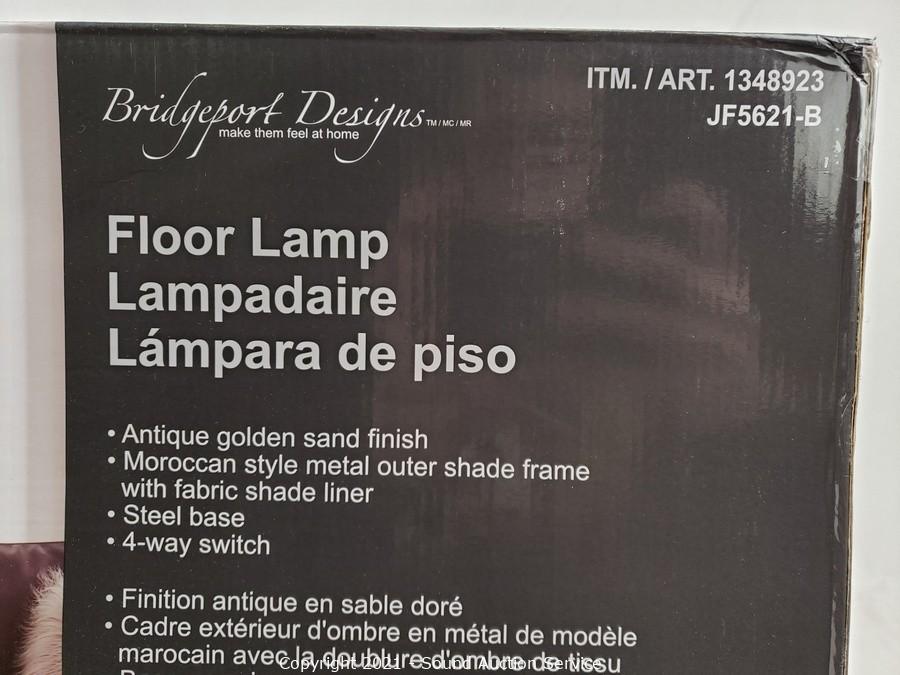 Bridgeport Designs TM / MC / MR
make them feel at home
ITM. / ART. 1348923
JF5621-B
Floor Lamp
Lampadaire
Lámpara de piso
• Antique golden sand finish
• Moroccan style metal outer shade frame
with fabric shade liner
• Steel base
• 4-way switch
• Finition antique en sable doré
• Cadre extérieur d'ombre en métal de modèle
marocain avec la doublure d'ombre de tissu
Copyright 2021 - Sound Auction Service